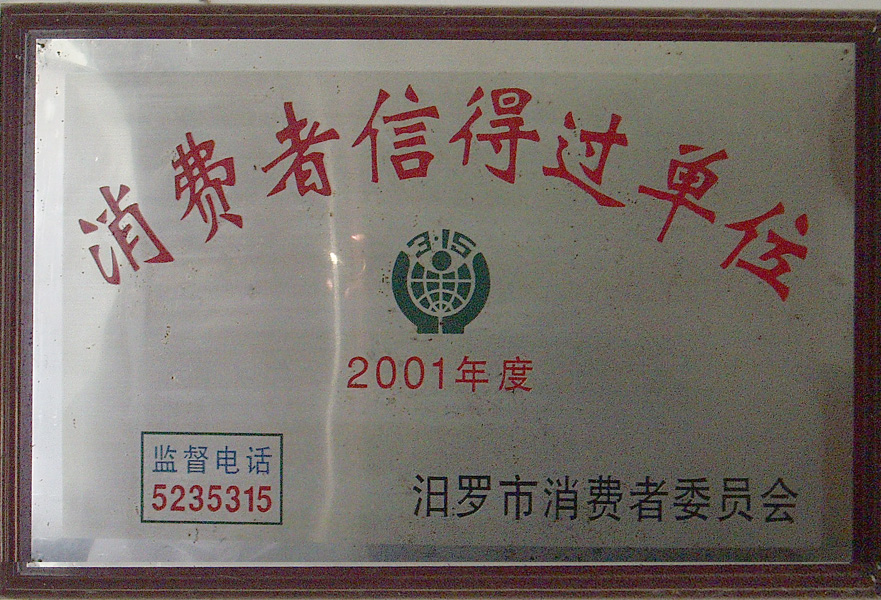 消费者信得过单位
3·15
2001年度
监督电话
5235315
汨罗市消费者委员会